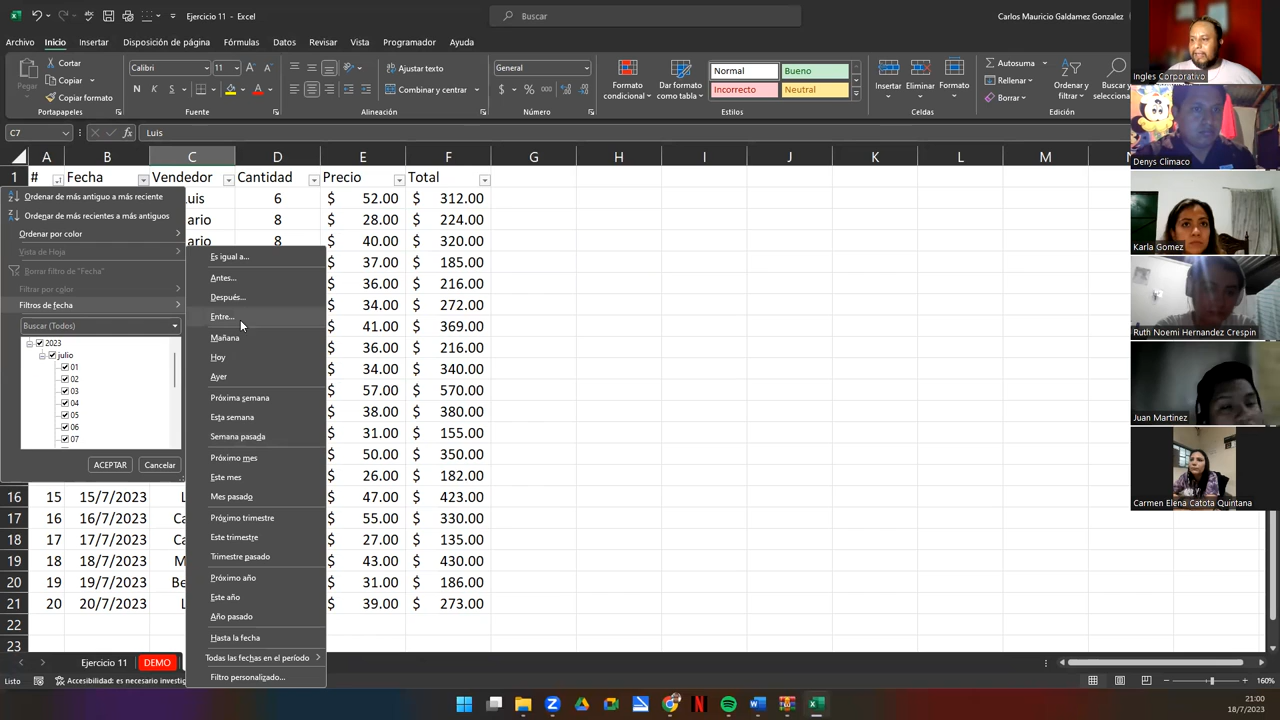 Ejercicio 11 - Excel
Buscar
Carlos Mauricio Galdamez Gonzalez
Archivo Inicio Insertar Disposición de página Fórmulas Datos Revisar Vista Programador Ayuda
Pegar
Cortar
Copiar
Copiar formato
Portapapeles
Calibri 11
N K S
Fuente
Ajustar texto
Combinar y centrar
Alineación
General
Número
Formato condicional
Dar formato como tabla
Normal Bueno
Incorrecto Neutral
Estilos
Insertar Eliminar Formato
Celdas
Autosuma
Rellenar
Borrar
Ordenar y filtrar
Buscar y selecciona
Edición
C7 fx Luis
A B C D E F G H I J K L M N
1 # Fecha Vendedor Cantidad Precio Total
uis 6 $ 52.00 $ 312.00
ario 8 $ 28.00 $ 224.00
ario 8 $ 40.00 $ 320.00
$ 37.00 $ 185.00
$ 36.00 $ 216.00
$ 34.00 $ 272.00
$ 41.00 $ 369.00
$ 36.00 $ 216.00
$ 34.00 $ 340.00
$ 57.00 $ 570.00
$ 38.00 $ 380.00
$ 31.00 $ 155.00
$ 50.00 $ 350.00
$ 26.00 $ 182.00
16 15 15/7/2023 L $ 47.00 $ 423.00
17 16 16/7/2023 Ca $ 55.00 $ 330.00
18 17 17/7/2023 Ca $ 27.00 $ 135.00
19 18 18/7/2023 M $ 43.00 $ 430.00
20 19 19/7/2023 Be $ 31.00 $ 186.00
21 20 20/7/2023 L $ 39.00 $ 273.00
22
23
Ordenar de más antiguo a más reciente
Ordenar de más recientes a más antiguos
Ordenar por color
Vista de Hoja
Borrar filtro de "Fecha"
Filtrar por color
Filtros de fecha
Buscar (Todos)
2023
julio
01
02
03
04
05
06
07
ACEPTAR Cancelar
Es igual a...
Antes...
Después...
Entre...
Mañana
Hoy
Ayer
Próxima semana
Esta semana
Semana pasada
Próximo mes
Este mes
Mes pasado
Próximo trimestre
Este trimestre
Trimestre pasado
Próximo año
Este año
Año pasado
Hasta la fecha
Todas las fechas en el período
Filtro personalizado...
Ejercicio 11 DEMO
Listo Accesibilidad: es necesario investiga
160%
21:00
18/7/2023
Ingles Corporativo
Denys Climaco
Karla Gomez
Ruth Noemi Hernandez Crespin
Juan Martinez
Carmen Elena Catota Quintana